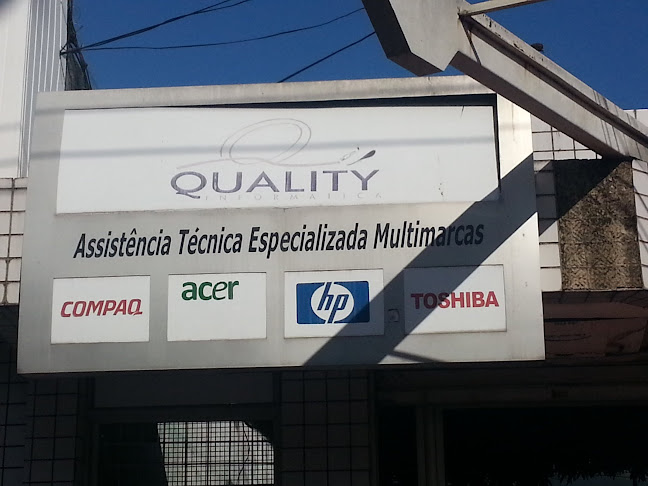 QUALITY
INFORMÁTICA
Assistência Técnica Especializada Multimarcas
COMPAQ acer hp TOSHIBA